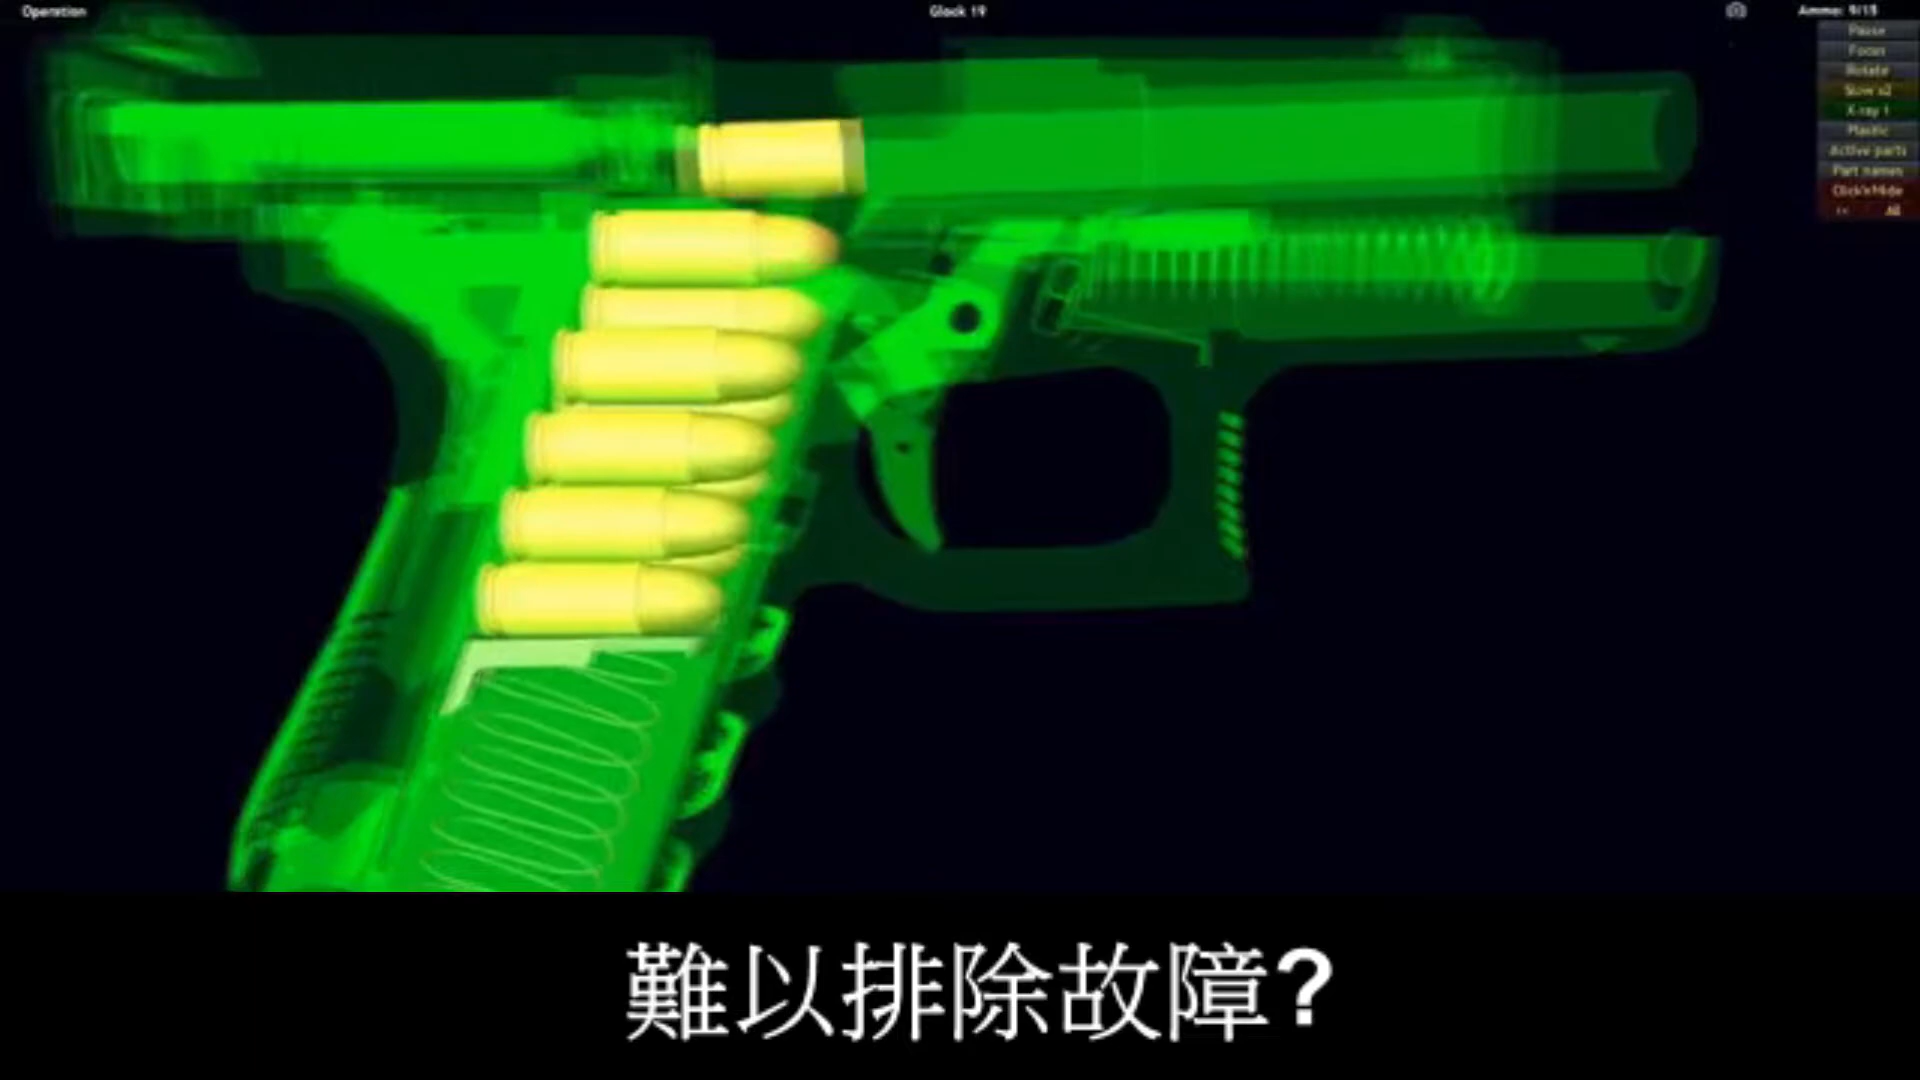 Operation
Glock 19
Ammo: 9/15
Pause
Focus
Rotate
Slow x2
X-ray 1
Plastic
Active parts
Part names
Click'n'Hide
All
難以排除故障?